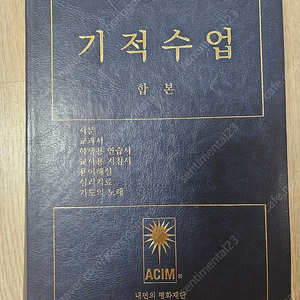 기적수업
합 본
서문
교과서
학생용 연습서
교사용 지침서
용어해설
심리치료
기도의 노래
ACIM®
내면의 평화재단